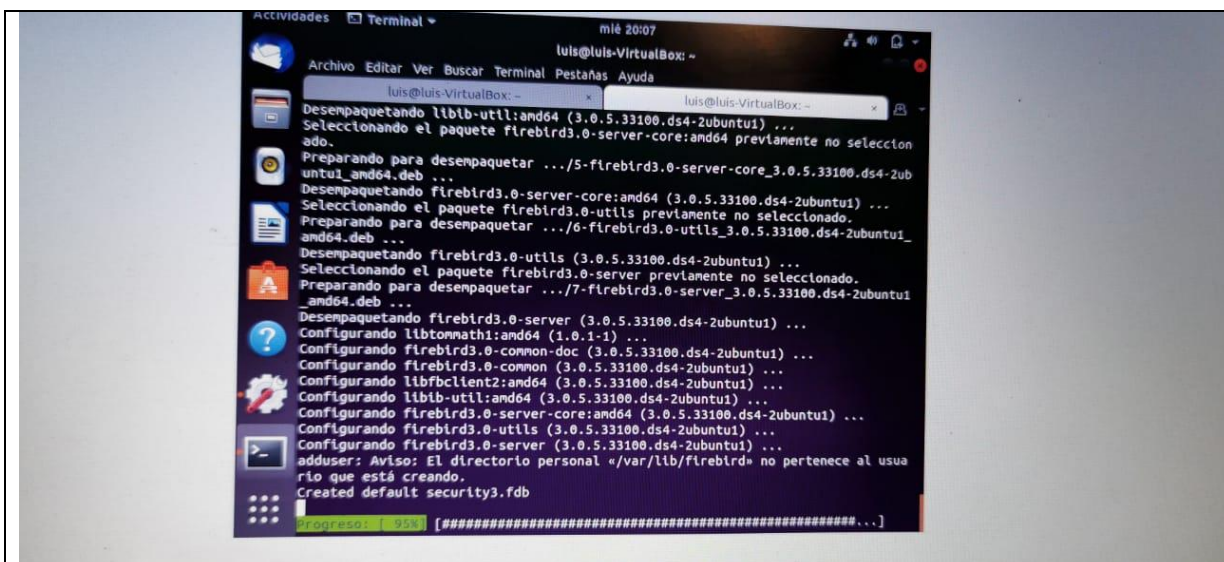 Actividades Terminal
mié 20:07
luis@luis-VirtualBox: ~
Archivo Editar Ver Buscar Terminal Pestañas Ayuda
luis@luis-VirtualBox: ~ × luis@luis-VirtualBox: ~ ×
Desempaquetando libib-util:amd64 (3.0.5.33100.ds4-2ubuntu1) ...
Seleccionando el paquete firebird3.0-server-core:amd64 previamente no seleccion
ado.
Preparando para desempaquetar .../5-firebird3.0-server-core_3.0.5.33100.ds4-2ub
untu1_amd64.deb ...
Desempaquetando firebird3.0-server-core:amd64 (3.0.5.33100.ds4-2ubuntu1) ...
Seleccionando el paquete firebird3.0-utils previamente no seleccionado.
Preparando para desempaquetar .../6-firebird3.0-utils_3.0.5.33100.ds4-2ubuntu1_
amd64.deb ...
Desempaquetando firebird3.0-utils (3.0.5.33100.ds4-2ubuntu1) ...
Seleccionando el paquete firebird3.0-server previamente no seleccionado.
Preparando para desempaquetar .../7-firebird3.0-server_3.0.5.33100.ds4-2ubuntu1
_amd64.deb ...
Desempaquetando firebird3.0-server (3.0.5.33100.ds4-2ubuntu1) ...
Configurando libtommath1:amd64 (1.0.1-1) ...
Configurando firebird3.0-common-doc (3.0.5.33100.ds4-2ubuntu1) ...
Configurando firebird3.0-common (3.0.5.33100.ds4-2ubuntu1) ...
Configurando libfbclient2:amd64 (3.0.5.33100.ds4-2ubuntu1) ...
Configurando libib-util:amd64 (3.0.5.33100.ds4-2ubuntu1) ...
Configurando firebird3.0-server-core:amd64 (3.0.5.33100.ds4-2ubuntu1) ...
Configurando firebird3.0-utils (3.0.5.33100.ds4-2ubuntu1) ...
Configurando firebird3.0-server (3.0.5.33100.ds4-2ubuntu1) ...
adduser: Aviso: El directorio personal «/var/lib/firebird» no pertenece al usua
rio que está creando.
Created default security3.fdb
Progreso: [ 95%] [######################################################...]